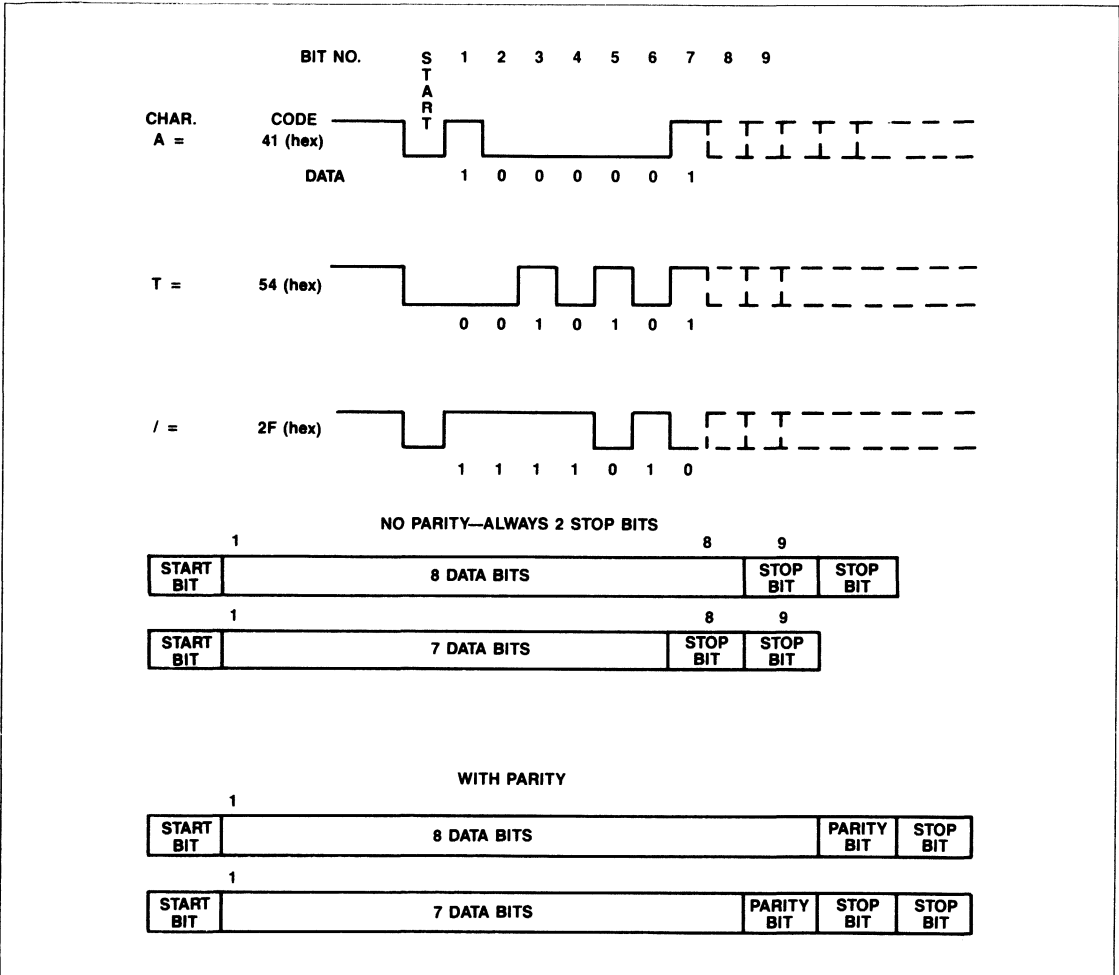 BIT NO. START 1 2 3 4 5 6 7 8 9
CHAR. CODE
A = 41 (hex)
DATA 1 0 0 0 0 0 1
T = 54 (hex)
0 0 1 0 1 0 1
/ = 2F (hex)
1 1 1 1 0 1 0
NO PARITY—ALWAYS 2 STOP BITS
1 8 9
START BIT 8 DATA BITS STOP BIT STOP BIT
1 8 9
START BIT 7 DATA BITS STOP BIT STOP BIT
WITH PARITY
1
START BIT 8 DATA BITS PARITY BIT STOP BIT
1
START BIT 7 DATA BITS PARITY BIT STOP BIT STOP BIT